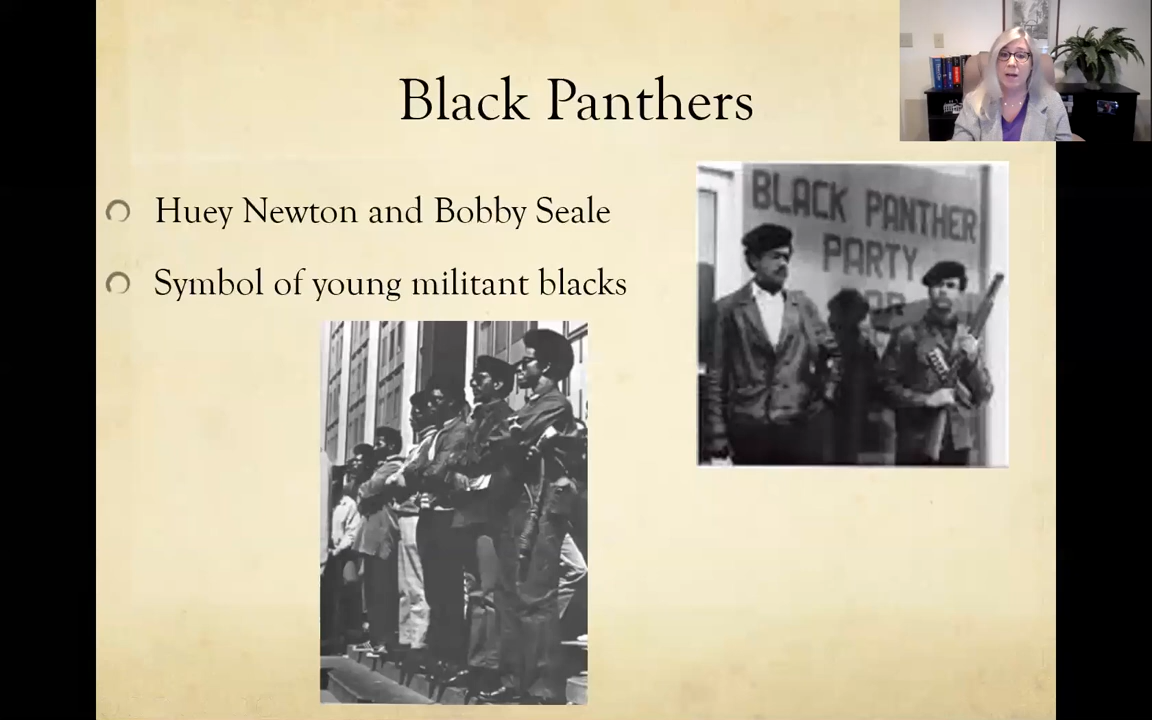 Black Panthers
Huey Newton and Bobby Seale
Symbol of young militant blacks
BLACK PANTHER
PARTY